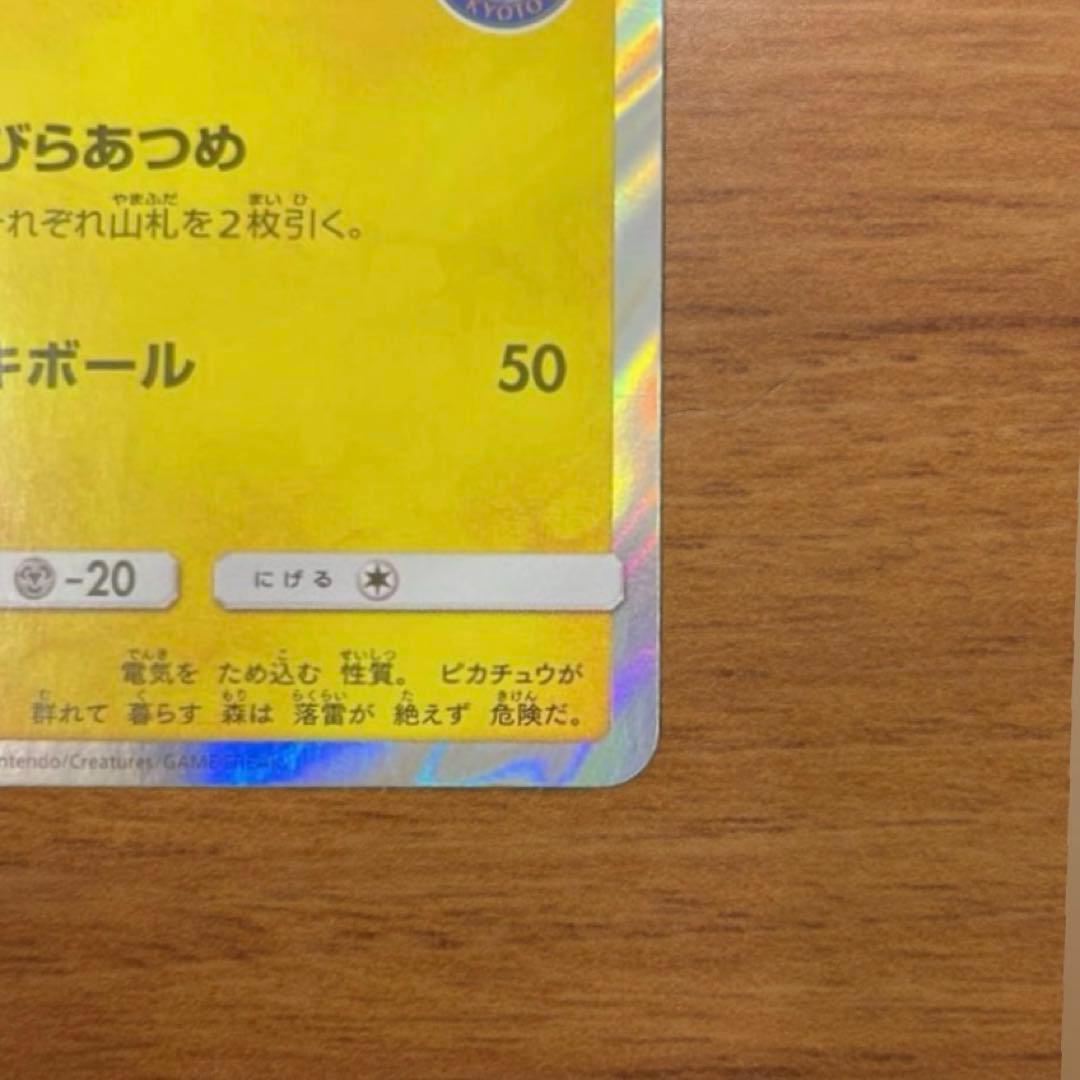 KYOTO
びらあつめ
それぞれ山札を2枚引く。
キボール 50
-20 にげる
電気を ため込む 性質。 ピカチュウが
群れて 暮らす 森は 落雷が 絶えず 危険だ。
ntendo/Creatures/GAME FREAK